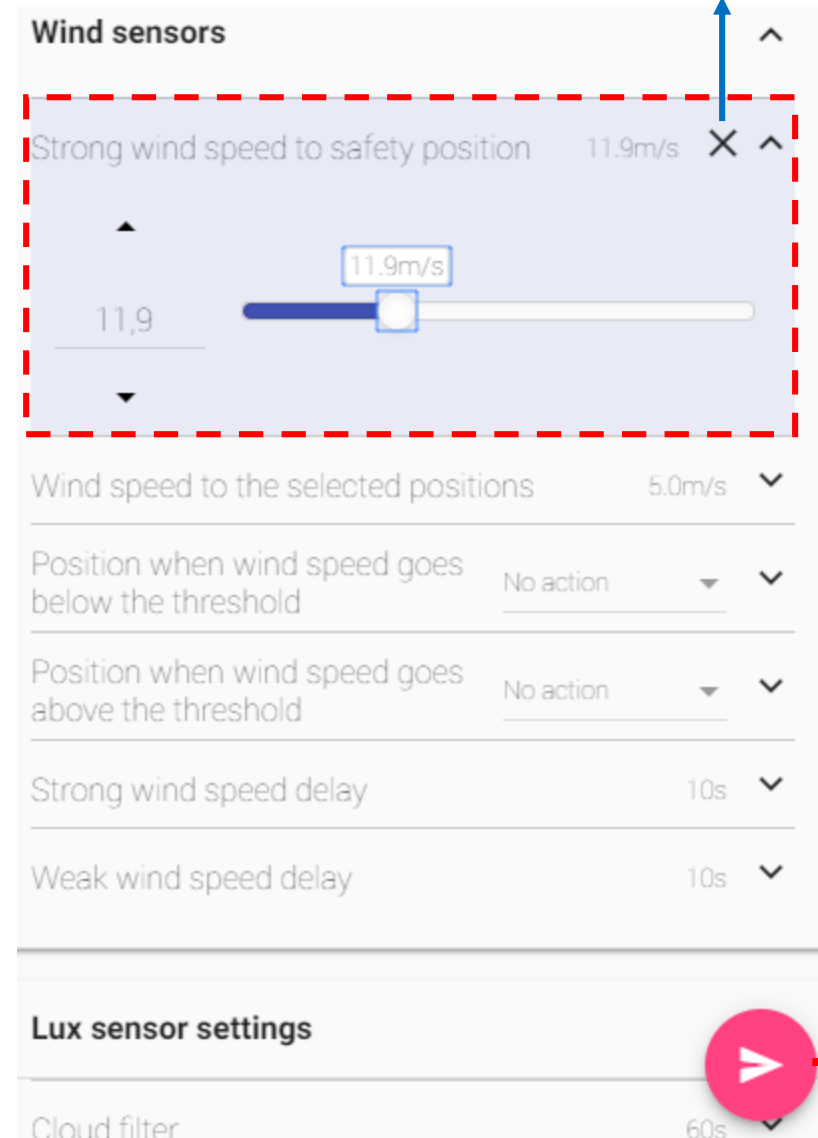 Wind sensors
Strong wind speed to safety position 11.9m/s
11.9m/s
11,9
Wind speed to the selected positions 5.0m/s
Position when wind speed goes
below the threshold
No action
Position when wind speed goes
above the threshold
No action
Strong wind speed delay 10s
Weak wind speed delay 10s
Lux sensor settings
Cloud filter 60s